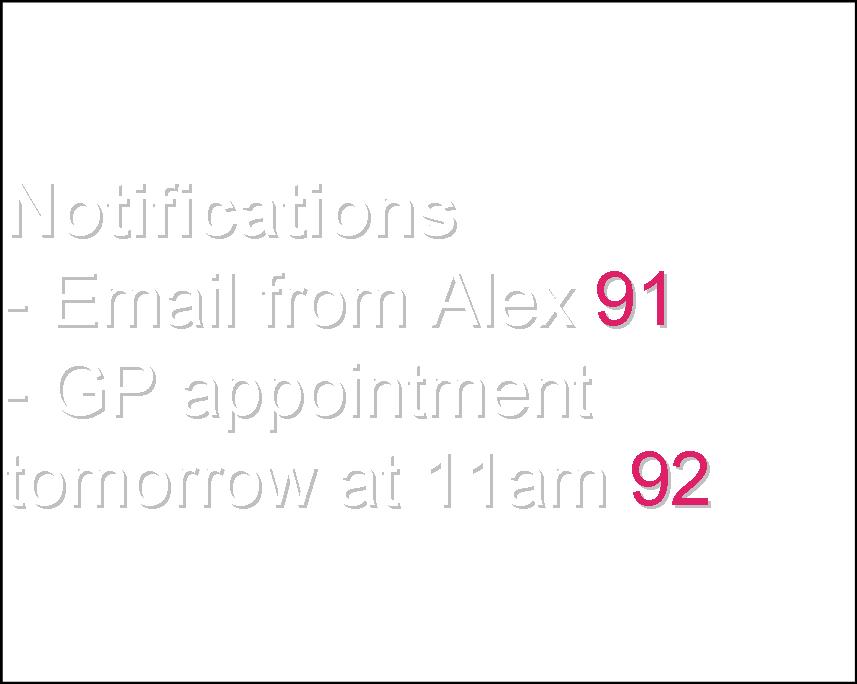 Notifications
- Email from Alex 91
- GP appointment
tomorrow at 11am 92